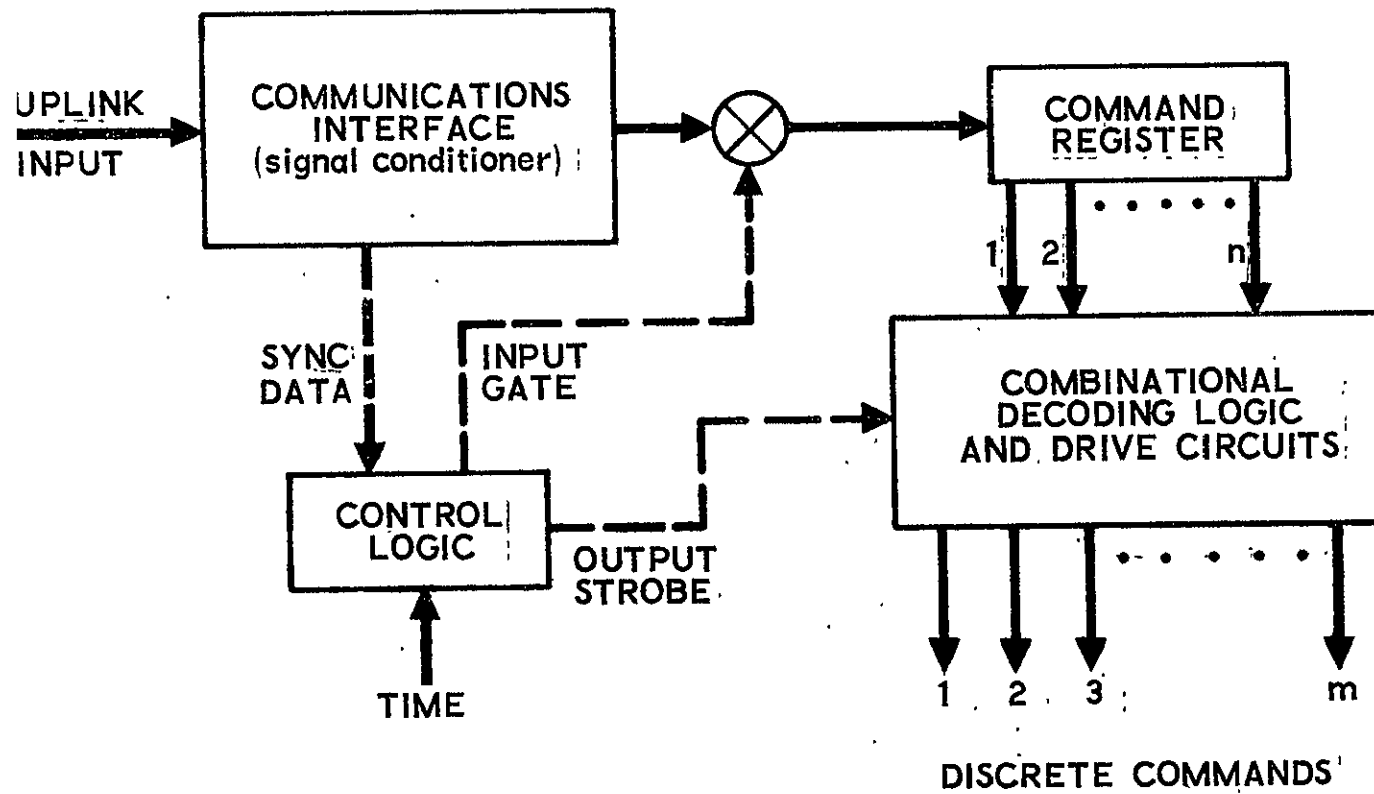 UPLINK
INPUT
COMMUNICATIONS
INTERFACE
(signal conditioner)
COMMAND
REGISTER
1 2 n
SYNC
DATA
INPUT
GATE
COMBINATIONAL
DECODING LOGIC
AND DRIVE CIRCUITS
CONTROL
LOGIC
OUTPUT
STROBE
TIME
1 2 3 m
DISCRETE COMMANDS